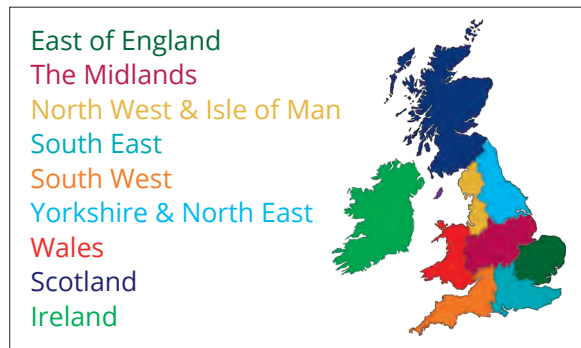 East of England
The Midlands
North West & Isle of Man
South East
South West
Yorkshire & North East
Wales
Scotland
Ireland